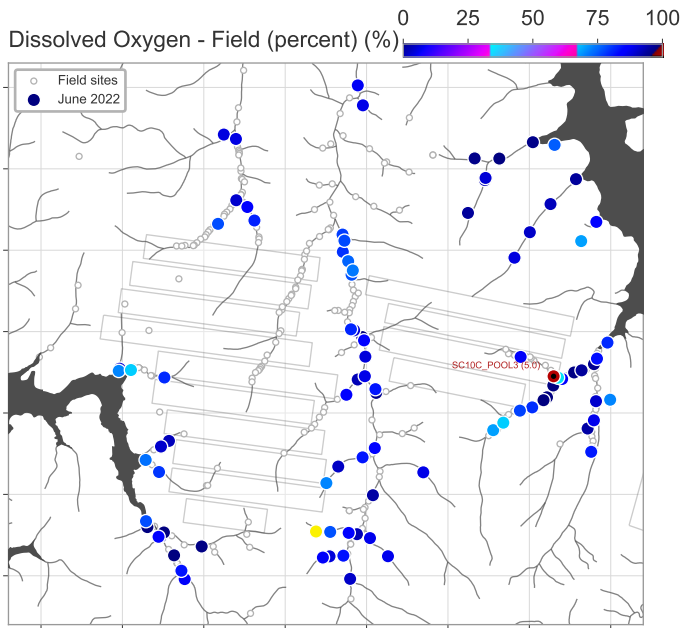 0 25 50 75 100
Dissolved Oxygen - Field (percent) (%)
Field sites
June 2022
SC10C_POOL3 (5.0)